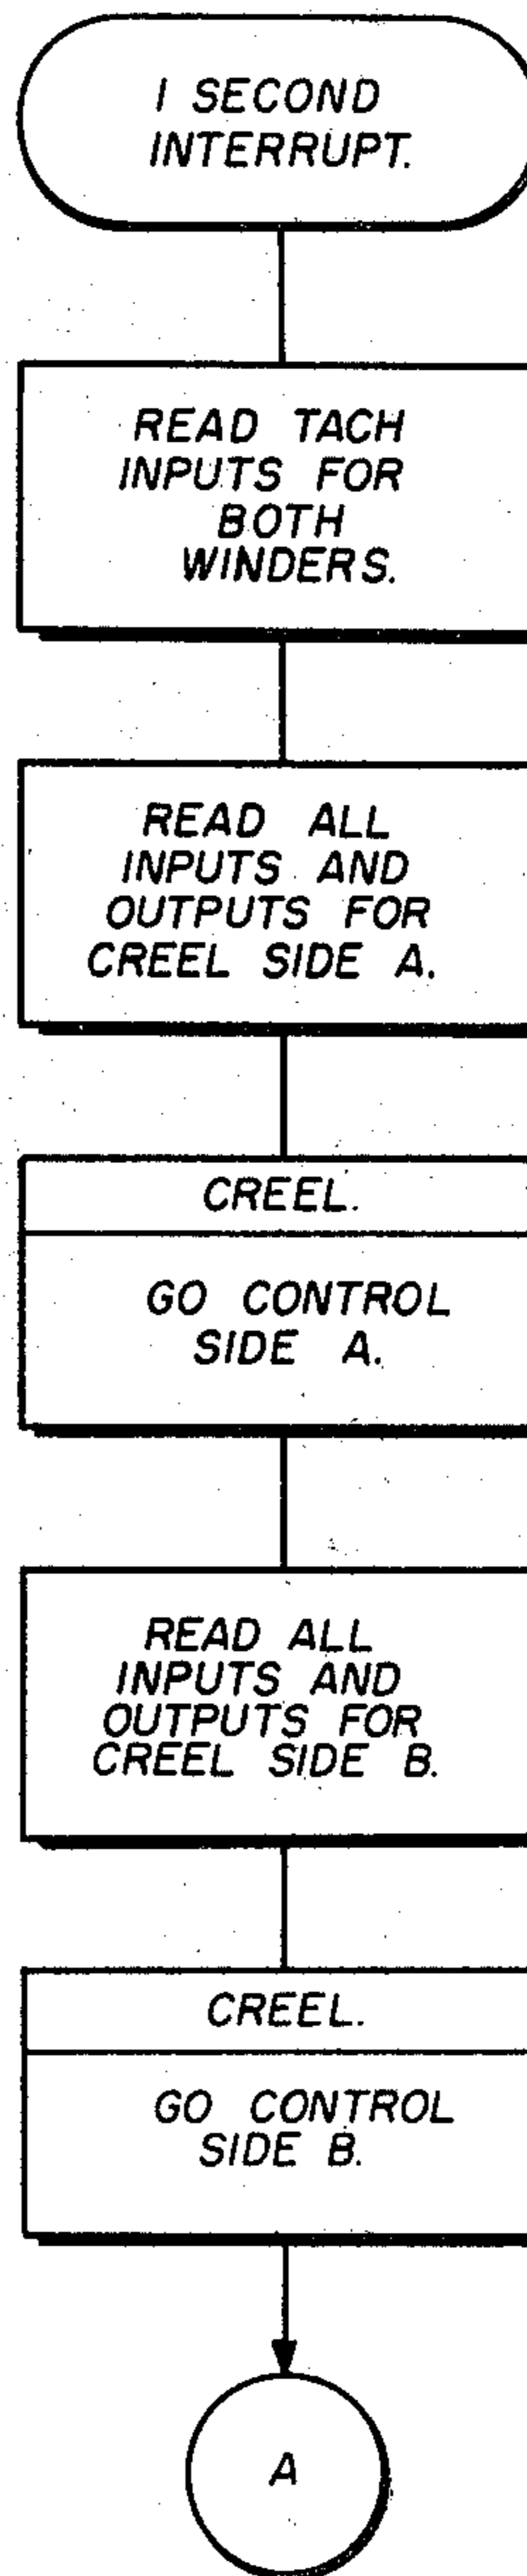 1 SECOND
INTERRUPT.
READ TACH
INPUTS FOR
BOTH
WINDERS.
READ ALL
INPUTS AND
OUTPUTS FOR
CREEL SIDE A.
CREEL.
GO CONTROL
SIDE A.
READ ALL
INPUTS AND
OUTPUTS FOR
CREEL SIDE B.
CREEL.
GO CONTROL
SIDE B.
A